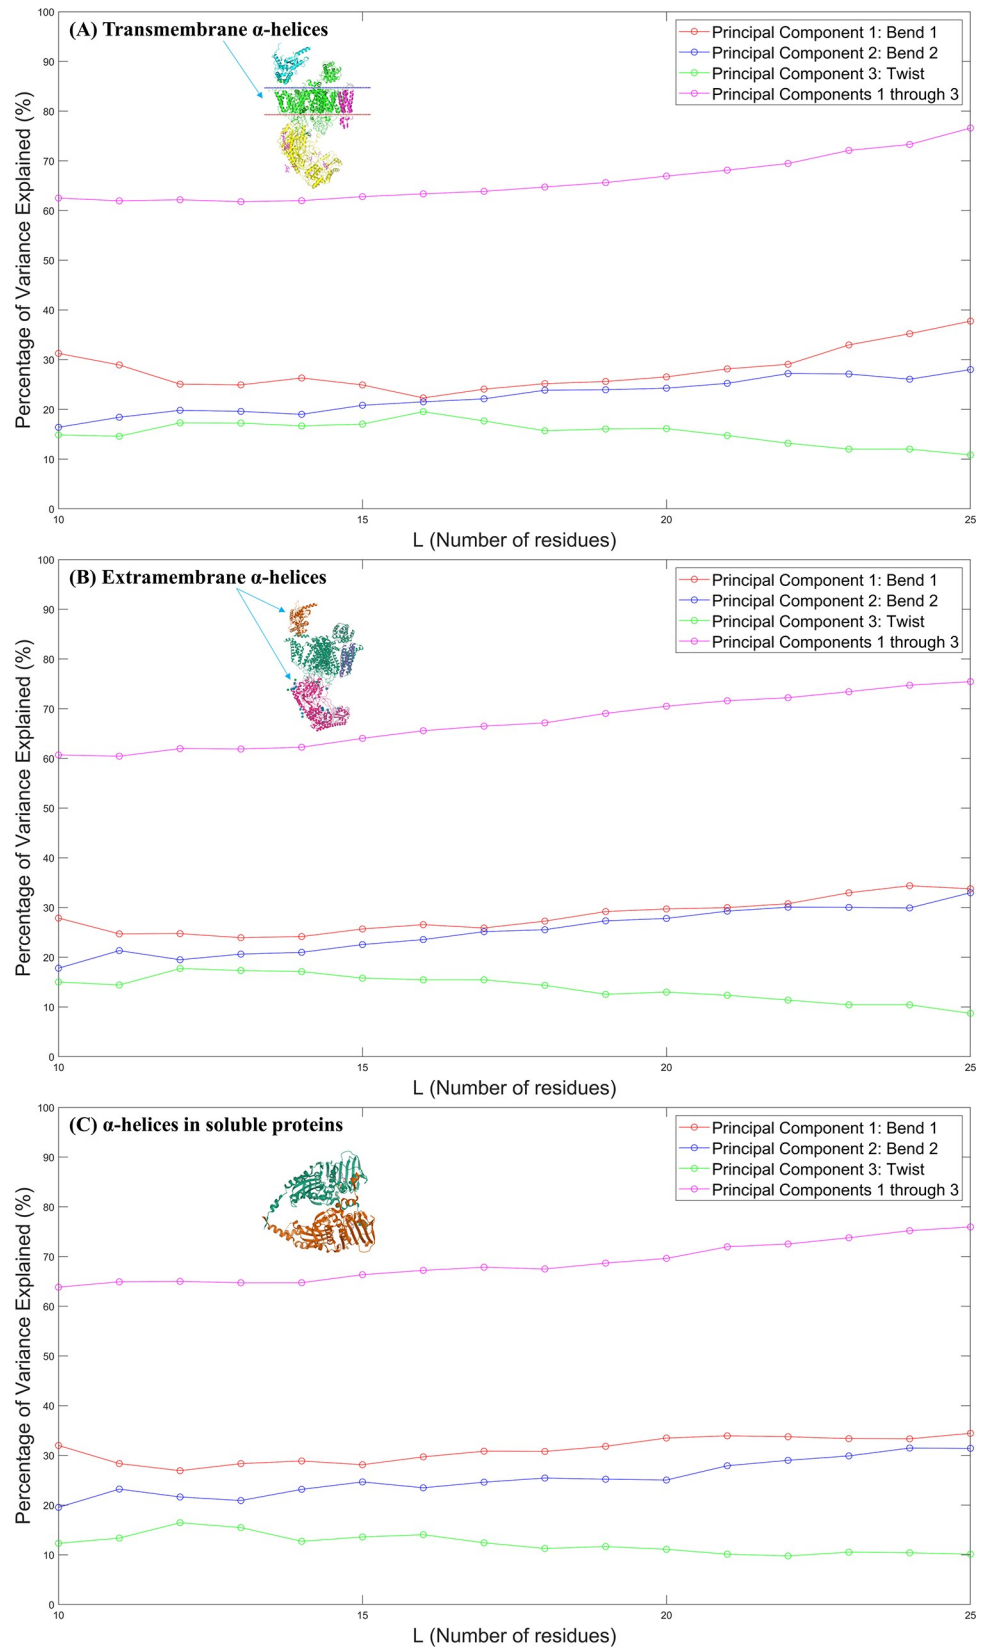 (A) Transmembrane α-helices
Principal Component 1: Bend 1
Principal Component 2: Bend 2
Principal Component 3: Twist
Principal Components 1 through 3
Percentage of Variance Explained (%)
100
90
80
70
60
50
40
30
20
10
0
10
15
20
25
L (Number of residues)
(B) Extramembrane α-helices
Principal Component 1: Bend 1
Principal Component 2: Bend 2
Principal Component 3: Twist
Principal Components 1 through 3
Percentage of Variance Explained (%)
100
90
80
70
60
50
40
30
20
10
0
10
15
20
25
L (Number of residues)
(C) α-helices in soluble proteins
Principal Component 1: Bend 1
Principal Component 2: Bend 2
Principal Component 3: Twist
Principal Components 1 through 3
Percentage of Variance Explained (%)
100
90
80
70
60
50
40
30
20
10
0
10
15
20
25
L (Number of residues)